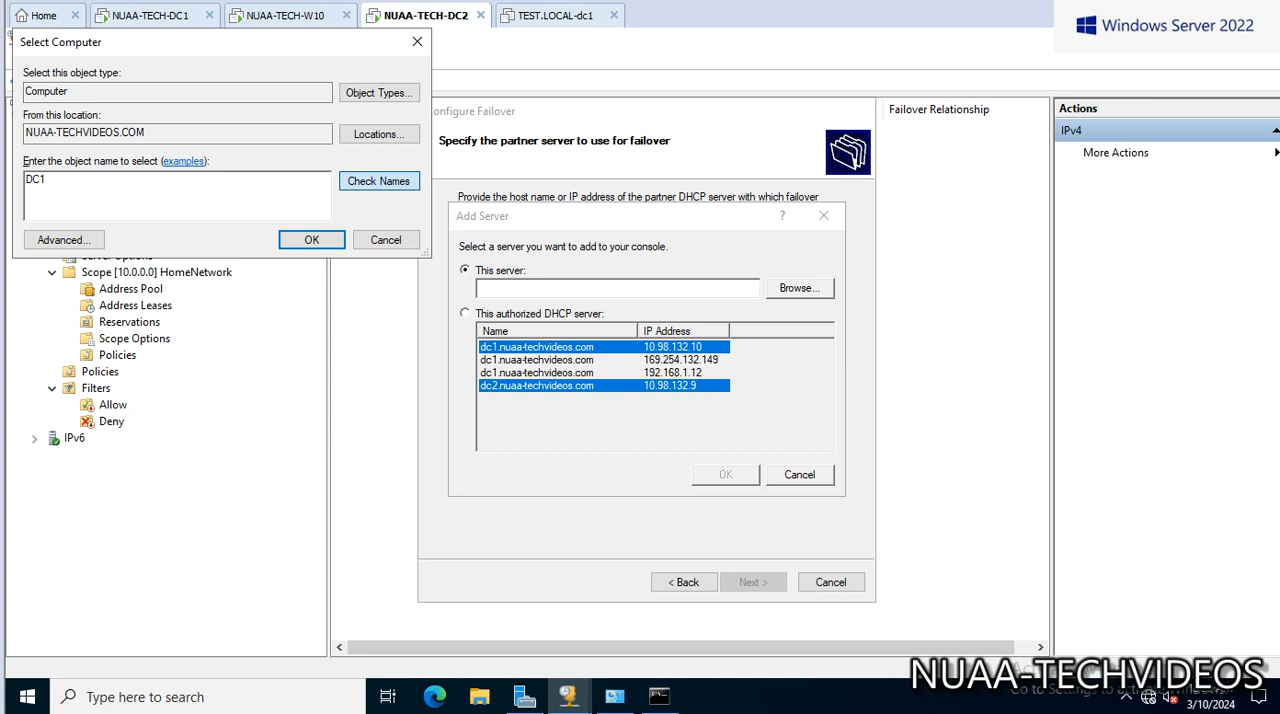 Home
NUAA-TECH-DC1
NUAA-TECH-W10
NUAA-TECH-DC2
TEST.LOCAL-dc1
Windows Server 2022
Select Computer
Select this object type:
Computer
Object Types...
From this location:
NUAA-TECHVIDEOS.COM
Locations...
Enter the object name to select (examples):
DC1
Check Names
Advanced...
OK
Cancel
onfigure Failover
Specify the partner server to use for failover
Provide the host name or IP address of the partner DHCP server with which failover
Add Server
?
Select a server you want to add to your console.
This server:
Browse...
This authorized DHCP server:
Name IP Address
dc1.nuaa-techvideos.com 10.98.132.10
dc1.nuaa-techvideos.com 169.254.132.149
dc1.nuaa-techvideos.com 192.168.1.12
dc2.nuaa-techvideos.com 10.98.132.9
OK
Cancel
< Back
Next >
Cancel
Failover Relationship
Actions
IPv4
More Actions
Server Options
Scope [10.0.0.0] HomeNetwork
Address Pool
Address Leases
Reservations
Scope Options
Policies
Policies
Filters
Allow
Deny
IPv6
NUAA-TECHVIDEOS
Go to Settings to activate Windows.
Type here to search
3/10/2024